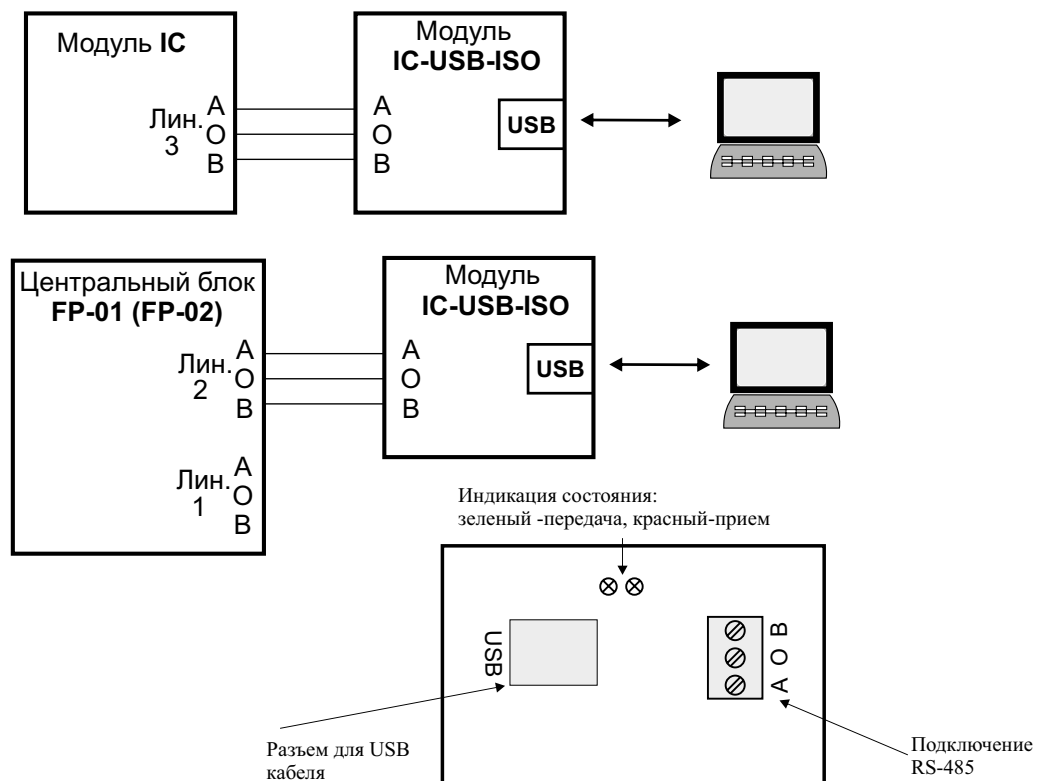 Модуль IC
Лин.
3
A
O
B
Модуль
IC-USB-ISO
A
O
B
USB
Центральный блок
FP-01 (FP-02)
Лин.
2
A
O
B
Лин.
1
A
O
B
Модуль
IC-USB-ISO
A
O
B
USB
Индикация состояния:
зеленый -передача, красный-прием
USB
A O B
Разъем для USB
кабеля
Подключение
RS-485